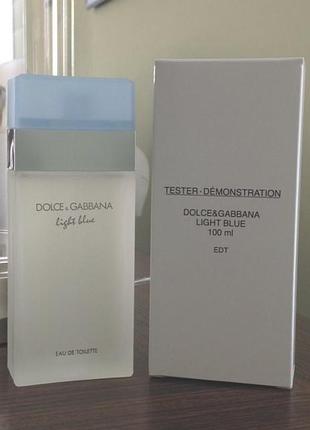 DOLCE & GABBANA
light blue
EAU DE TOILETTE
TESTER - DÉMONSTRATION
DOLCE&GABBANA
LIGHT BLUE
100 ml
EDT